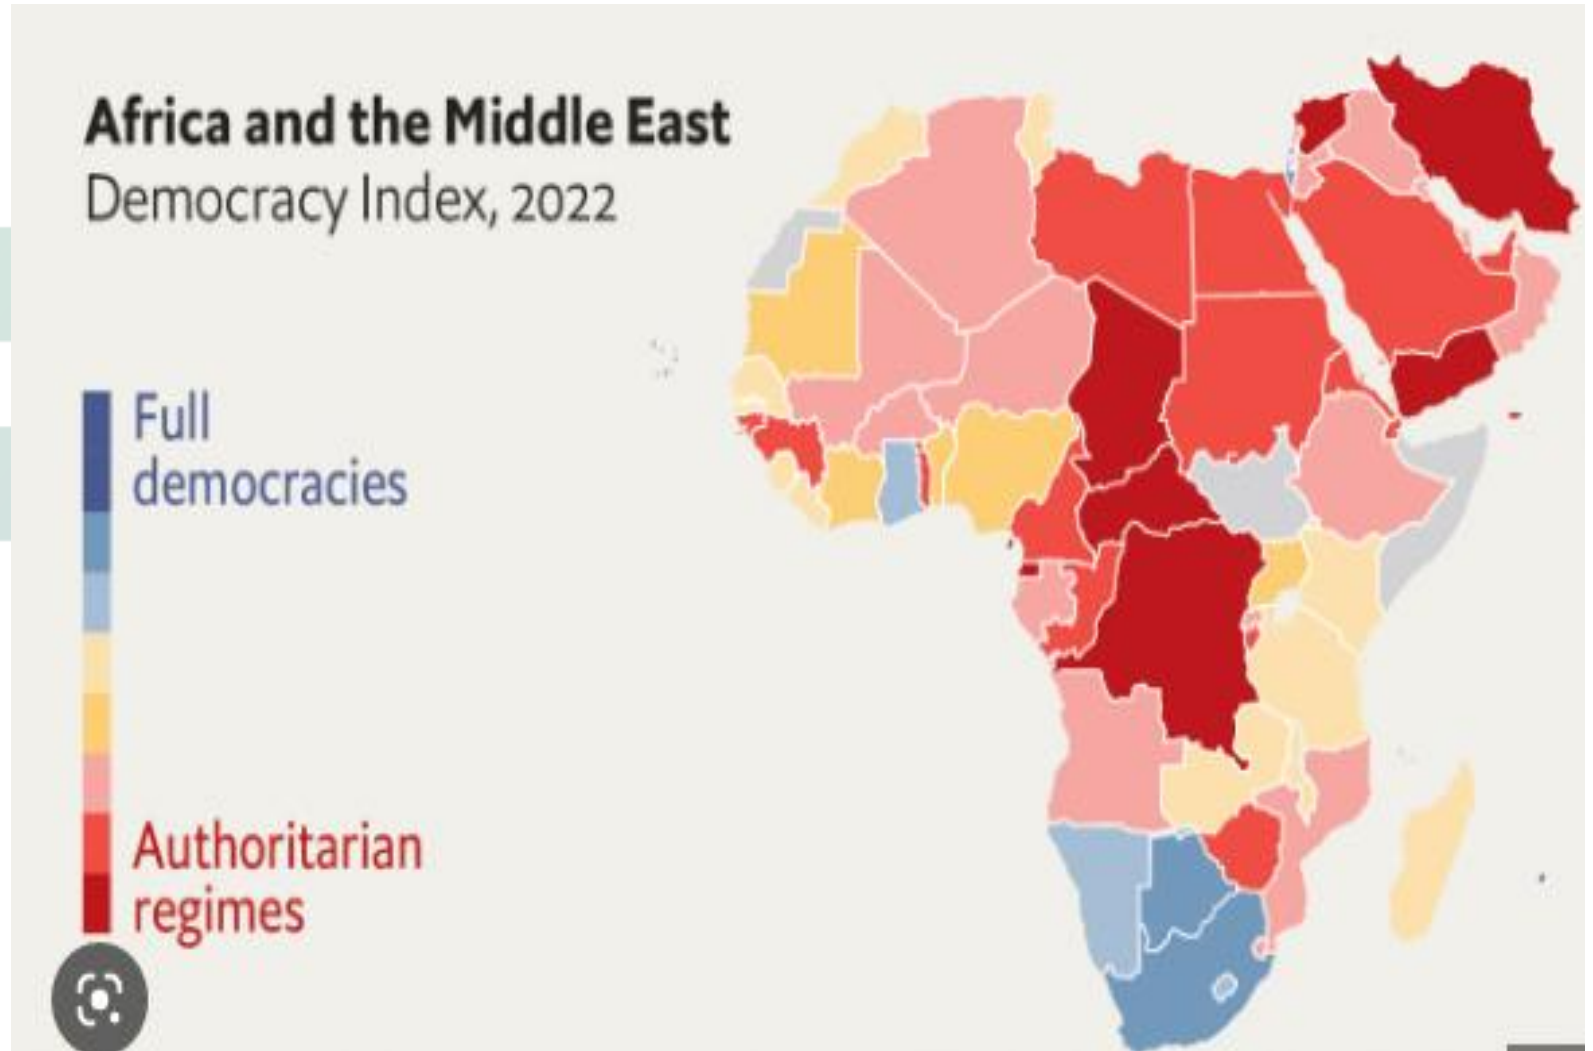 Africa and the Middle East
Democracy Index, 2022
Full
democracies
Authoritarian
regimes